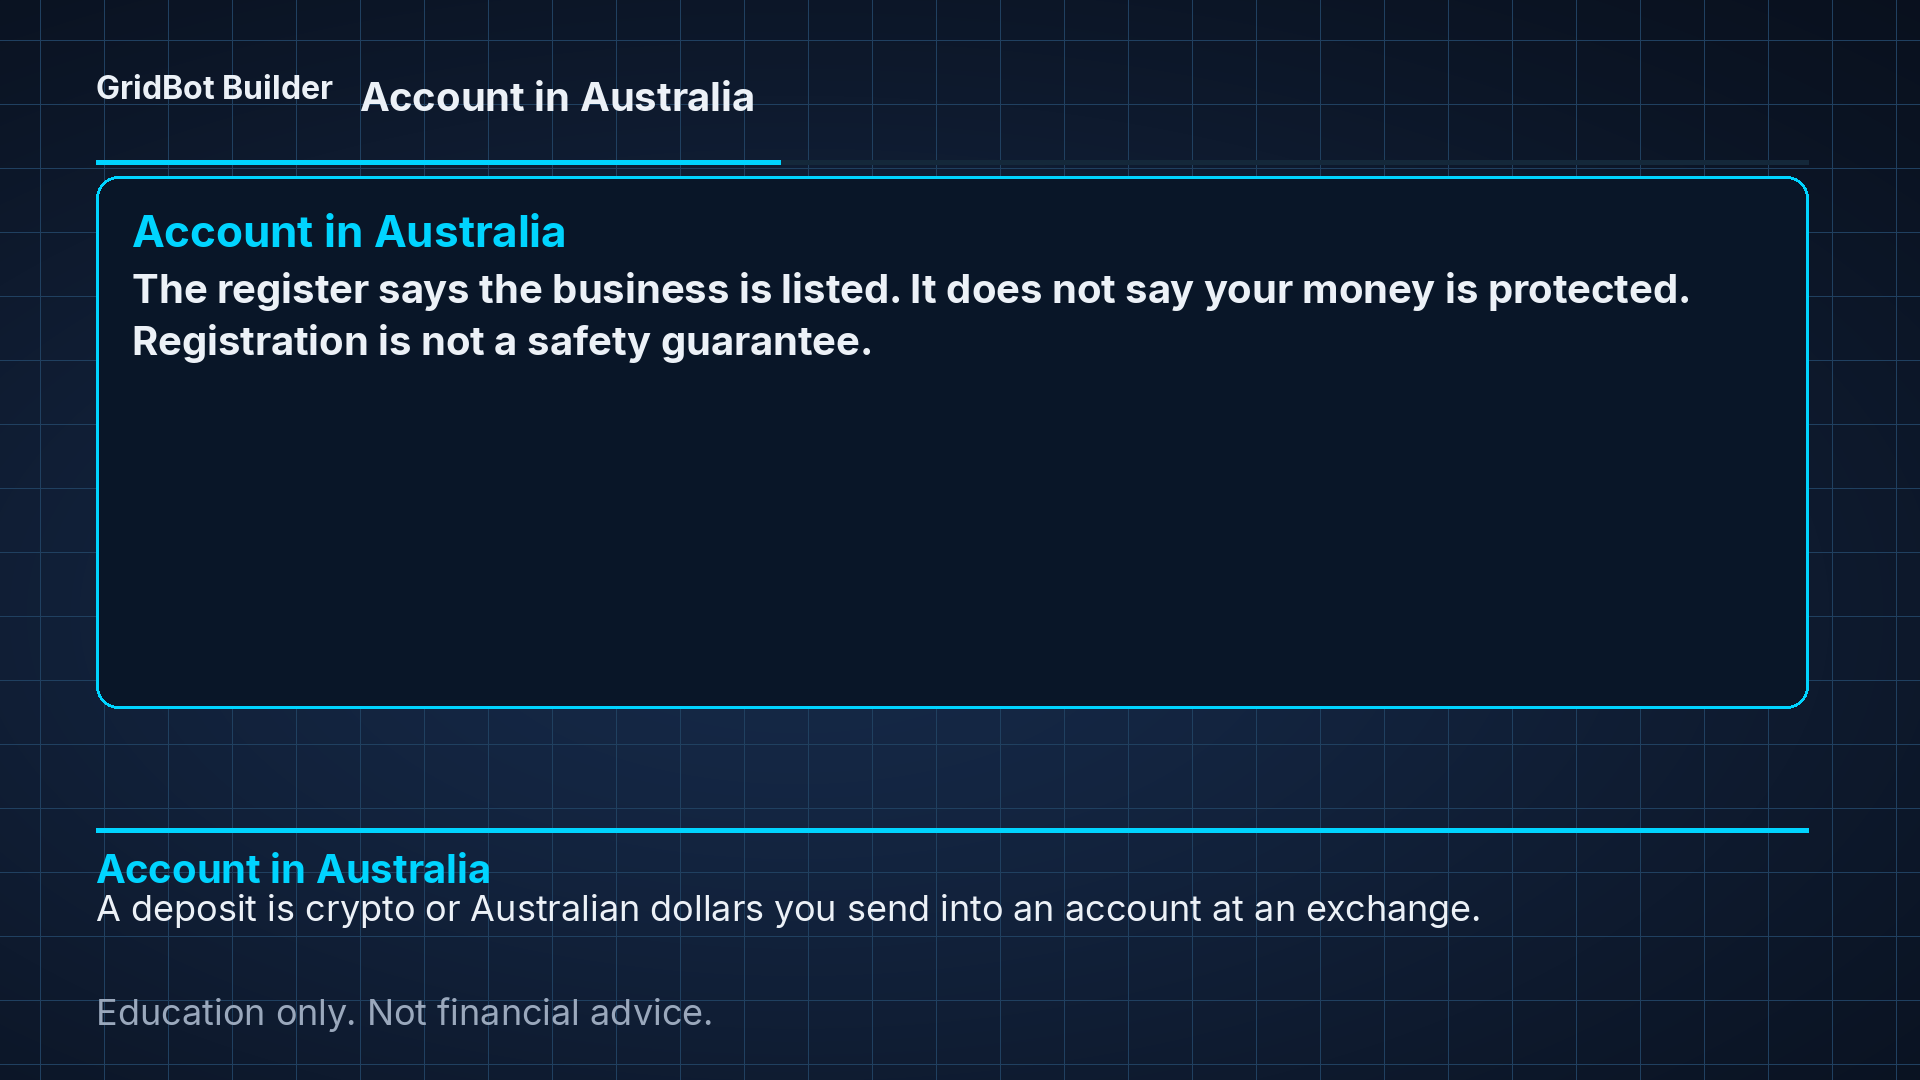 GridBot Builder
Account in Australia
Account in Australia
The register says the business is listed. It does not say your money is protected.
Registration is not a safety guarantee.
Account in Australia
A deposit is crypto or Australian dollars you send into an account at an exchange.
Education only. Not financial advice.